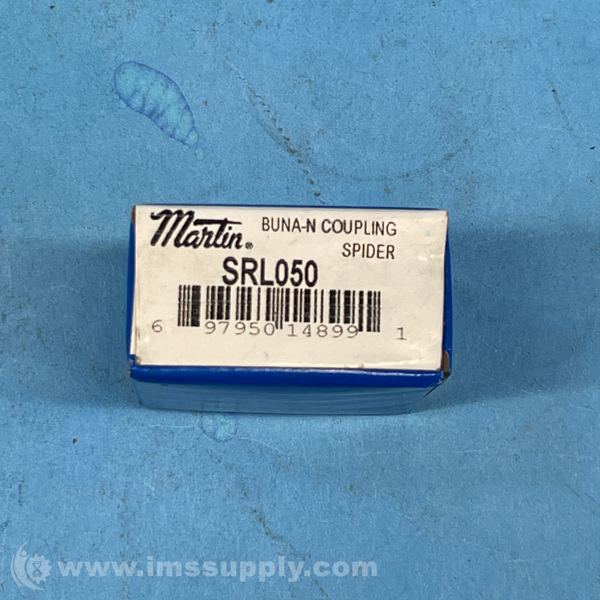 Martin® BUNA-N COUPLING
SPIDER
SRL050
6 97950 14899 1
www.imssupply.com